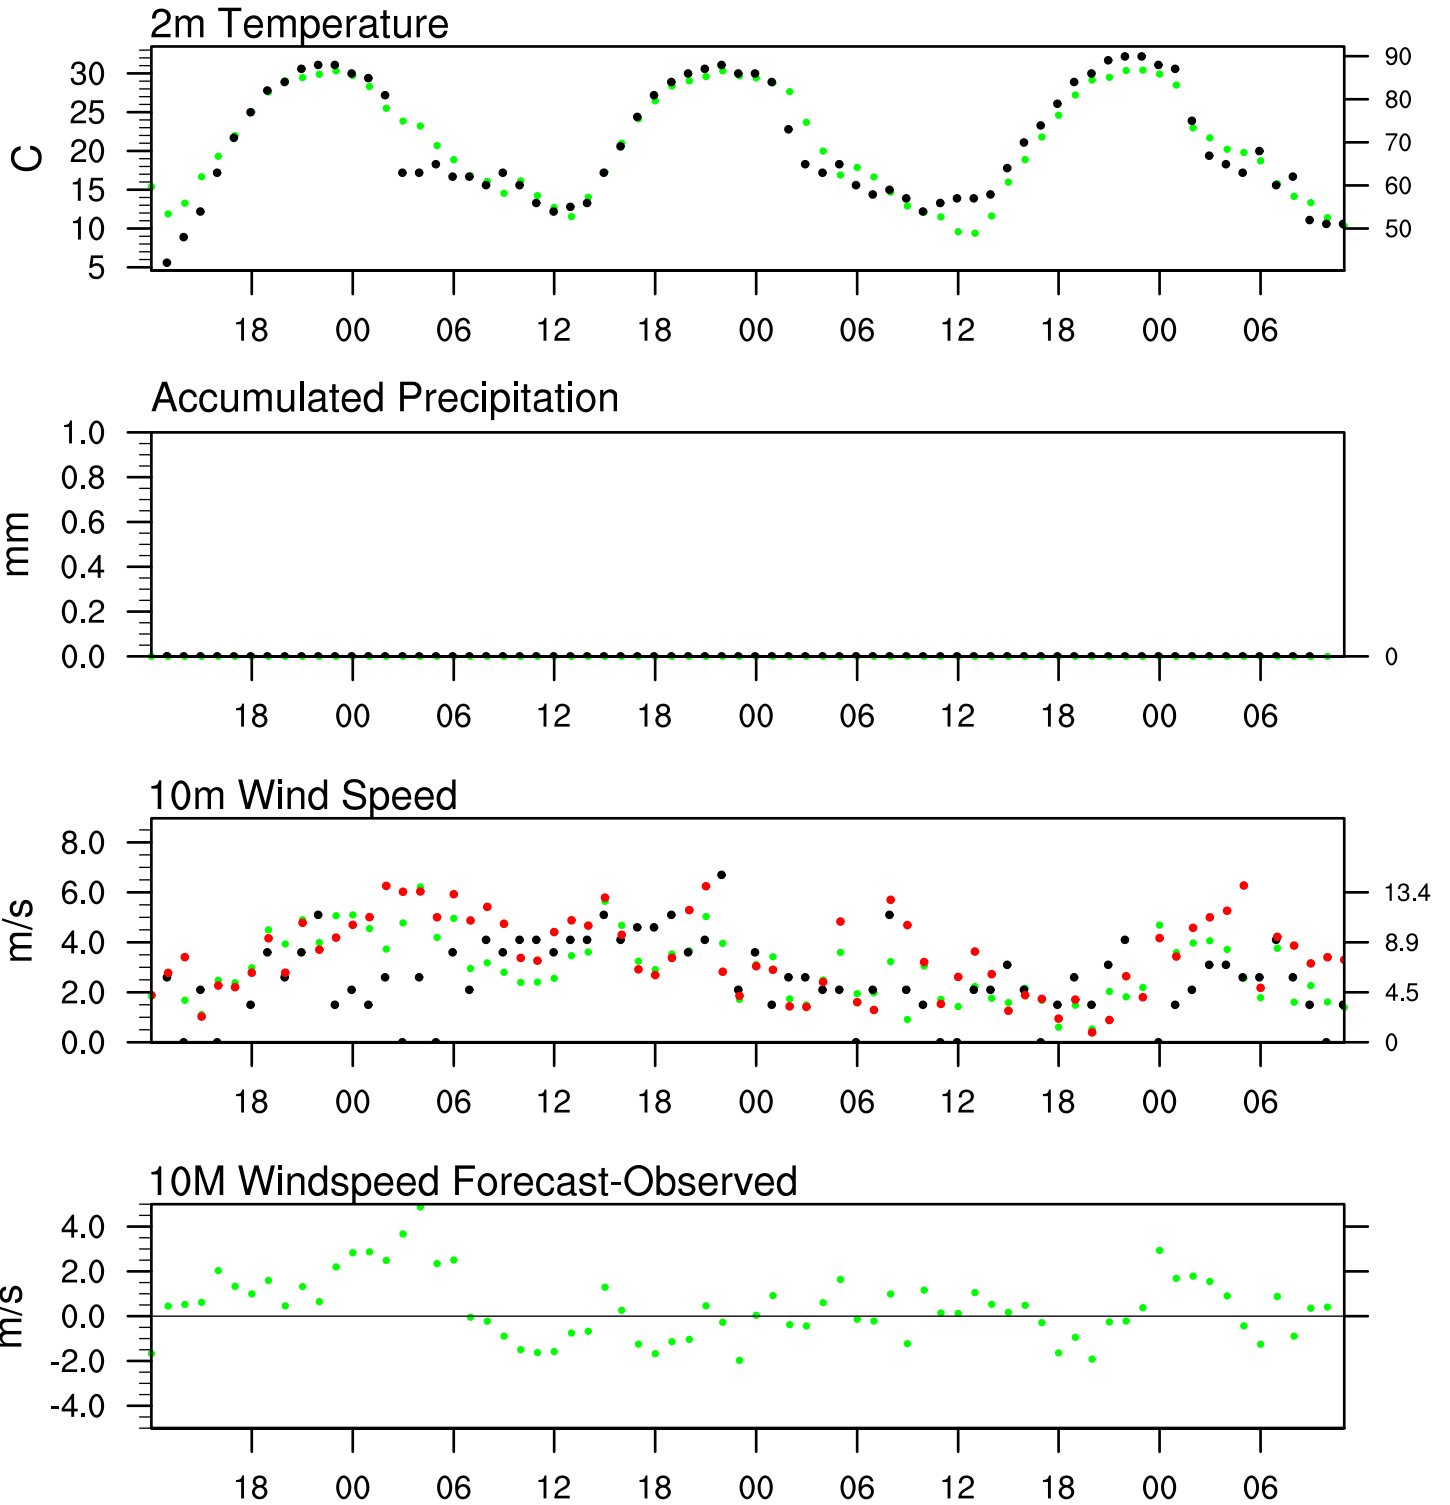 2m Temperature
30
25
20
15
10
5
C
90
80
70
60
50
18 00 06 12 18 00 06 12 18 00 06
Accumulated Precipitation
1.0
0.8
0.6
0.4
0.2
0.0
mm
0
18 00 06 12 18 00 06 12 18 00 06
10m Wind Speed
8.0
6.0
4.0
2.0
0.0
m/s
13.4
8.9
4.5
0
18 00 06 12 18 00 06 12 18 00 06
10M Windspeed Forecast-Observed
4.0
2.0
0.0
-2.0
-4.0
m/s
18 00 06 12 18 00 06 12 18 00 06